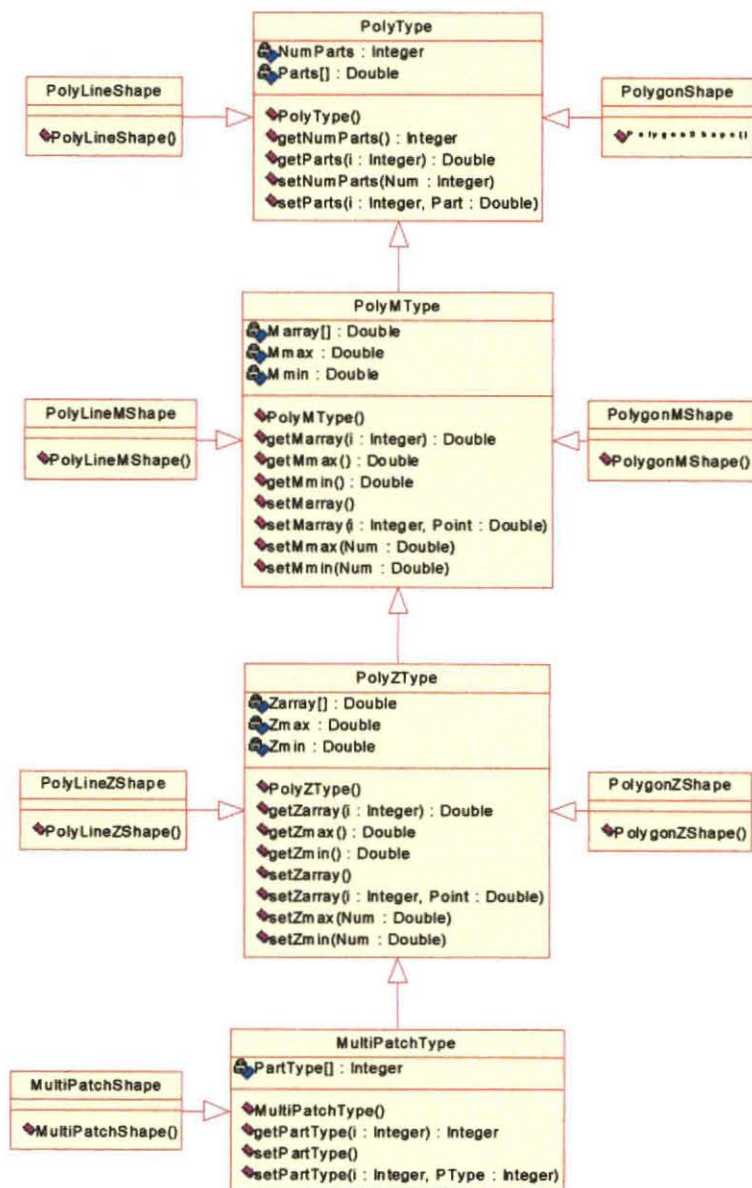 PolyType
NumParts : Integer
Parts[] : Double
PolyType()
getNumParts() : Integer
getParts(i : Integer) : Double
setNumParts(Num : Integer)
setParts(i : Integer, Part : Double)
PolyLineShape
PolyLineShape()
PolygonShape
PolygonShape()
PolyMType
Marray[] : Double
Mmax : Double
Mmin : Double
PolyMType()
getMarray(i : Integer) : Double
getMmax() : Double
getMmin() : Double
setMarray()
setMarray(i : Integer, Point : Double)
setMmax(Num : Double)
setMmin(Num : Double)
PolyLineMShape
PolyLineMShape()
PolygonMShape
PolygonMShape()
PolyZType
Zarray[] : Double
Zmax : Double
Zmin : Double
PolyZType()
getZarray(i : Integer) : Double
getZmax() : Double
getZmin() : Double
setZarray()
setZarray(i : Integer, Point : Double)
setZmax(Num : Double)
setZmin(Num : Double)
PolyLineZShape
PolyLineZShape()
PolygonZShape
PolygonZShape()
MultiPatchType
PartType[] : Integer
MultiPatchType()
getPartType(i : Integer) : Integer
setPartType()
setPartType(i : Integer, PType : Integer)
MultiPatchShape
MultiPatchShape()